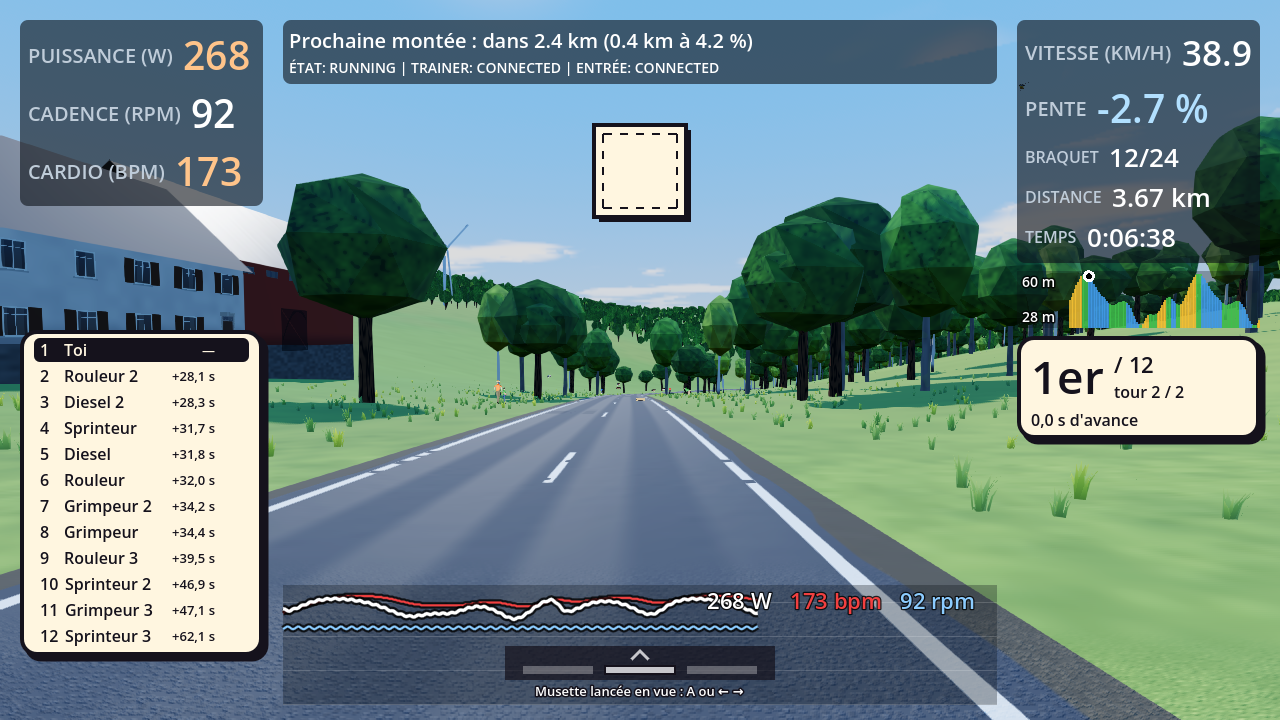 PUISSANCE (W) 268
CADENCE (RPM) 92
CARDIO (BPM) 173
Prochaine montée : dans 2.4 km (0.4 km à 4.2 %)
ÉTAT: RUNNING | TRAINER: CONNECTED | ENTRÉE: CONNECTED
VITESSE (KM/H) 38.9
PENTE -2.7 %
BRAQUET 12/24
DISTANCE 3.67 km
TEMPS 0:06:38
60 m
28 m
1er / 12
tour 2 / 2
0,0 s d'avance
1 Toi —
2 Rouleur 2 +28,1 s
3 Diesel 2 +28,3 s
4 Sprinteur +31,7 s
5 Diesel +31,8 s
6 Rouleur +32,0 s
7 Grimpeur 2 +34,2 s
8 Grimpeur +34,4 s
9 Rouleur 3 +39,5 s
10 Sprinteur 2 +46,9 s
11 Grimpeur 3 +47,1 s
12 Sprinteur 3 +62,1 s
268 W 173 bpm 92 rpm
Musette lancée en vue : A ou ← →